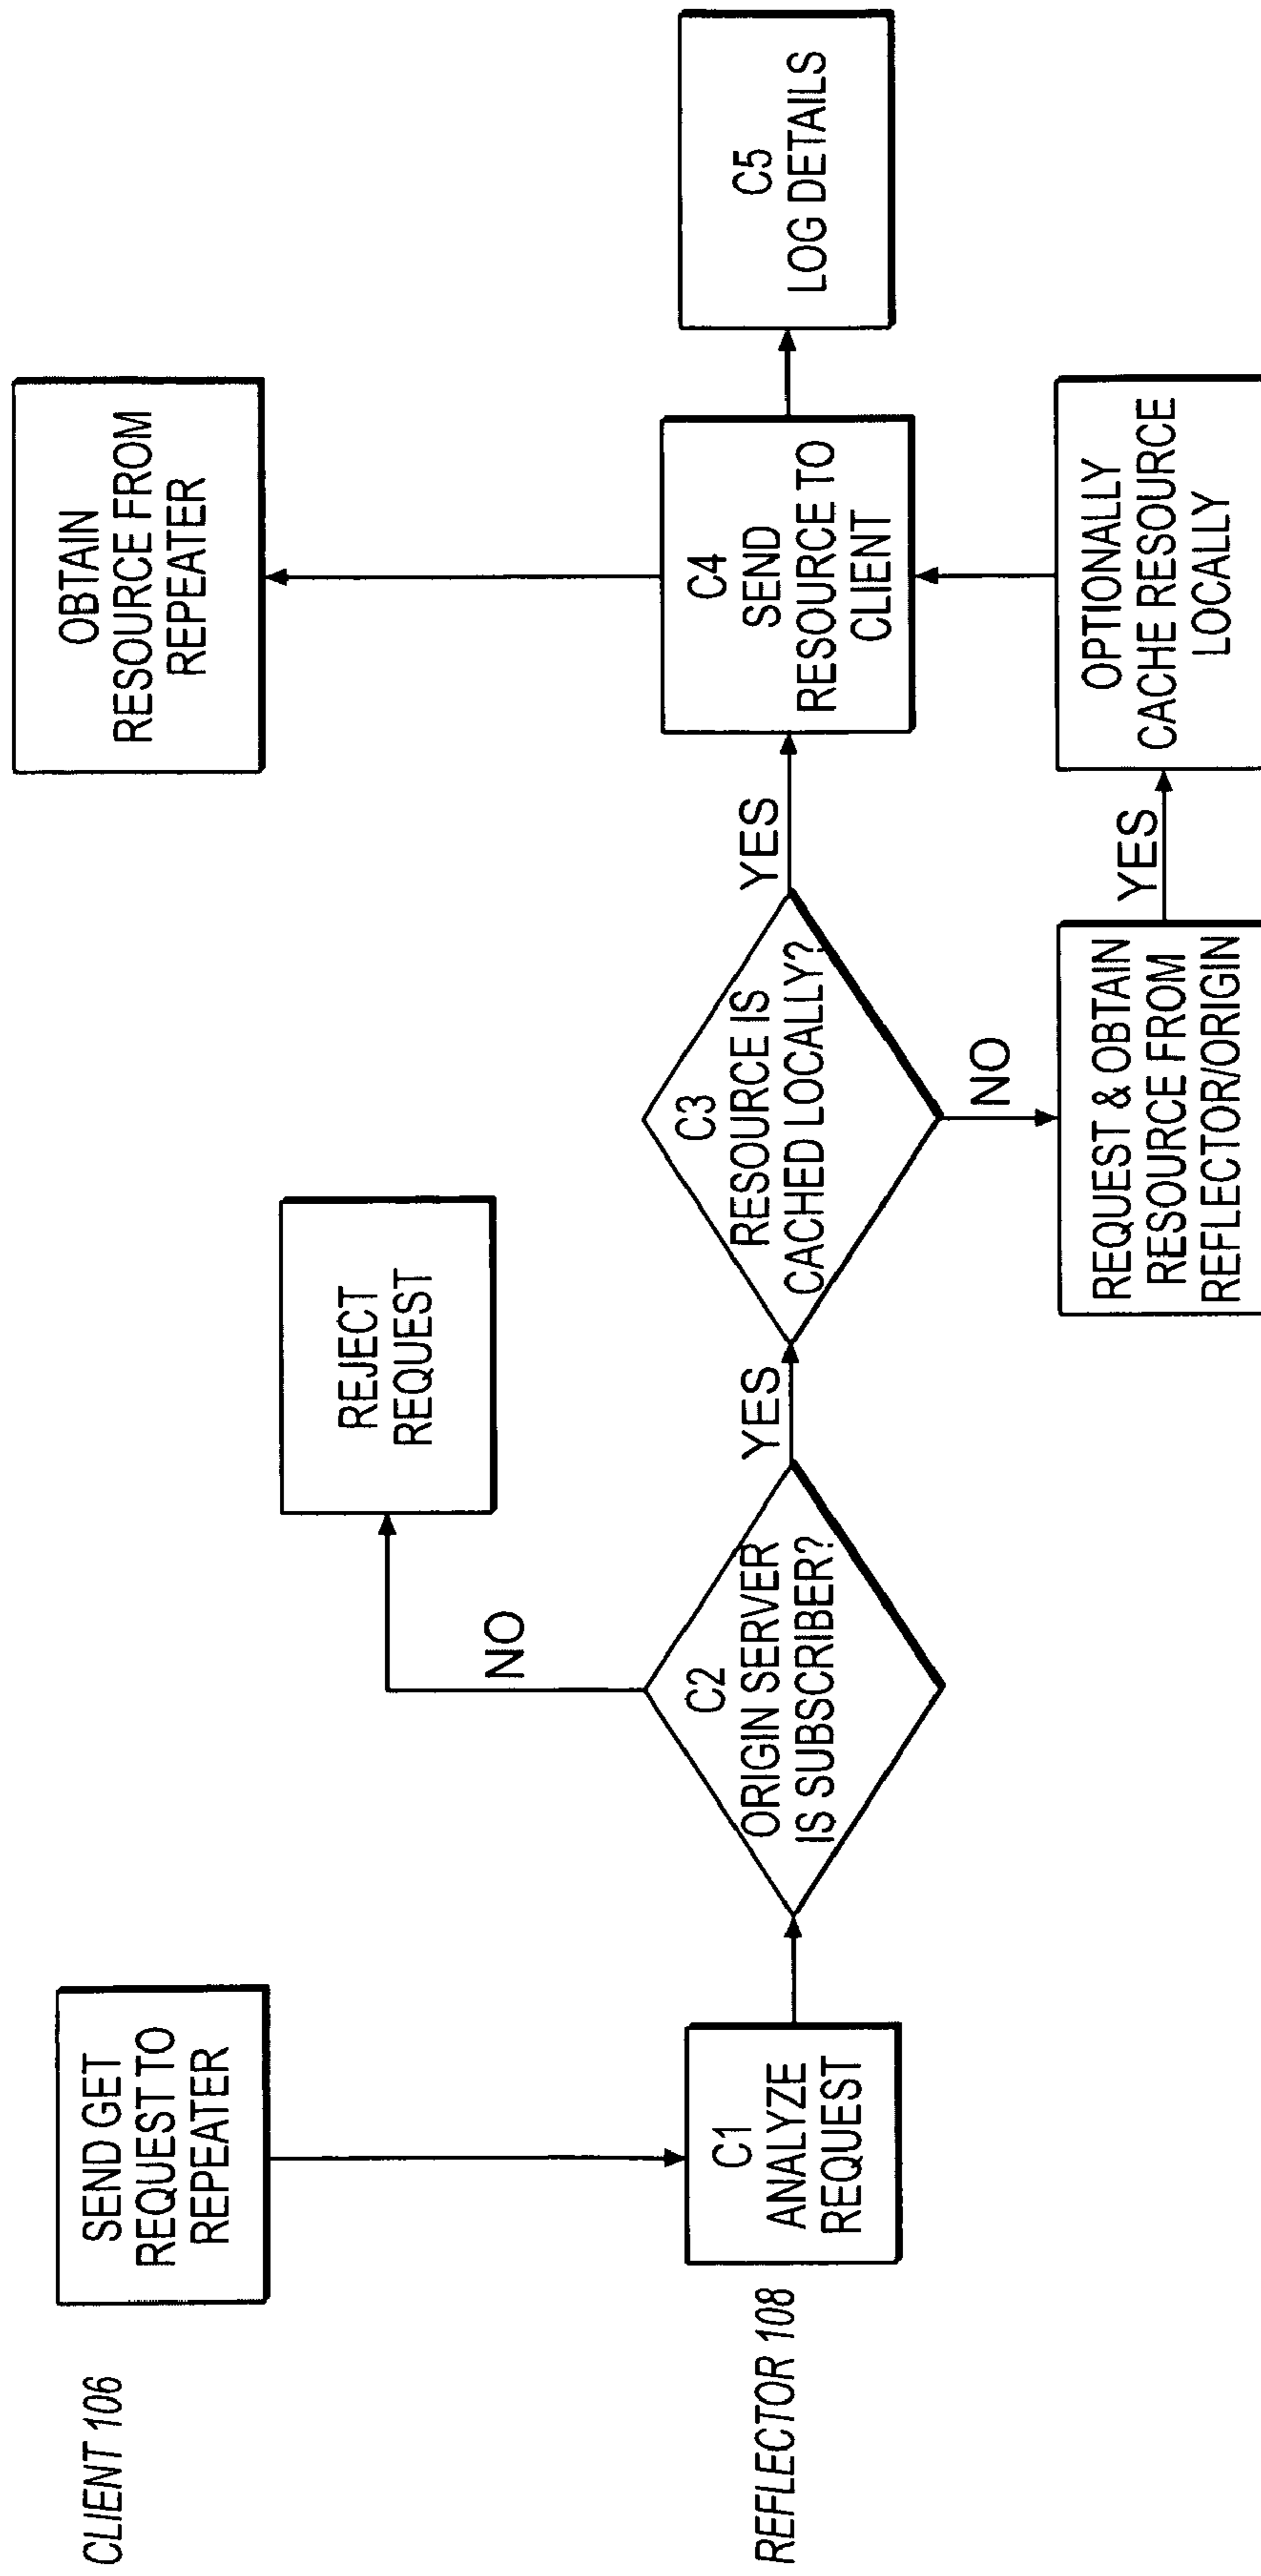 CLIENT 106
SEND GET
REQUEST TO
REPEATER
OBTAIN
RESOURCE FROM
REPEATER
REJECT
REQUEST
NO
REFLECTOR 108
C1
ANALYZE
REQUEST
C2
ORIGIN SERVER
IS SUBSCRIBER?
YES
C3
RESOURCE IS
CACHED LOCALLY?
YES
C4
SEND
RESOURCE TO
CLIENT
C5
LOG DETAILS
NO
REQUEST & OBTAIN
RESOURCE FROM
REFLECTOR/ORIGIN
YES
OPTIONALLY
CACHE RESOURCE
LOCALLY